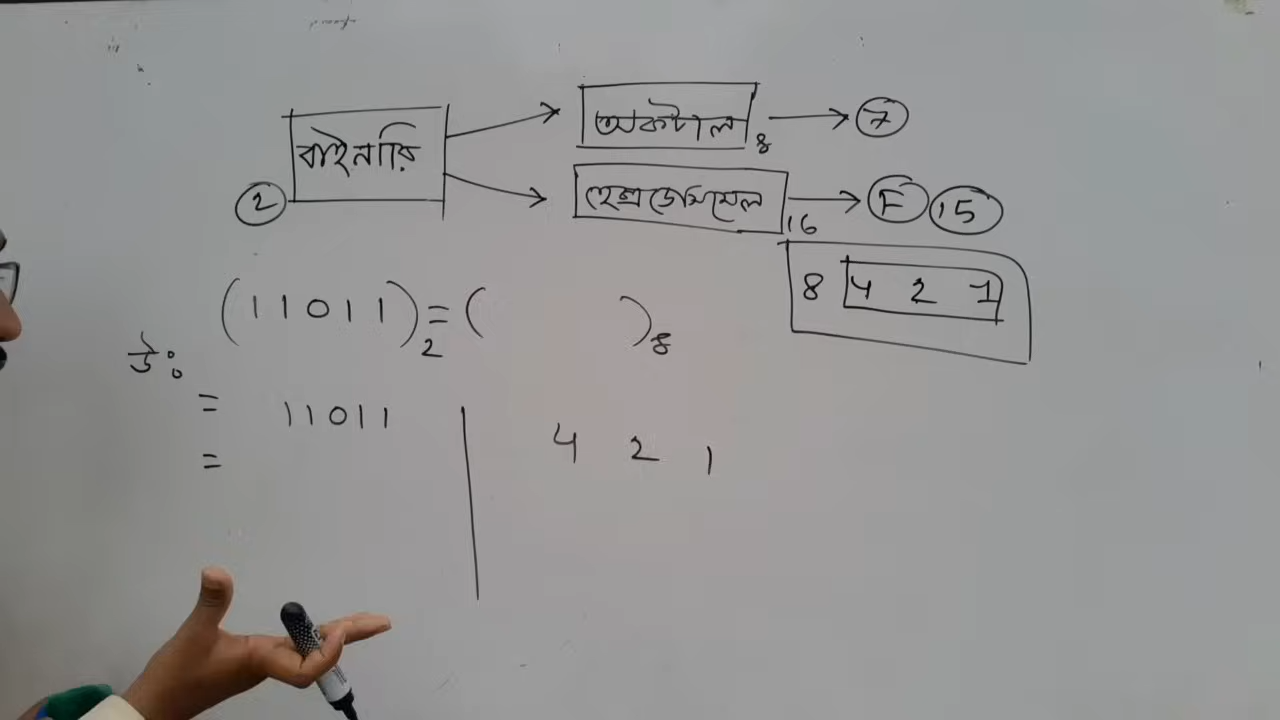 বাইনারি
2
অকটাল 8
7
হেক্সাডেসিমেল 16
F 15
8 4 2 1
(11011)2 = ( )8
উঃ
= 11011
4 2 1
=